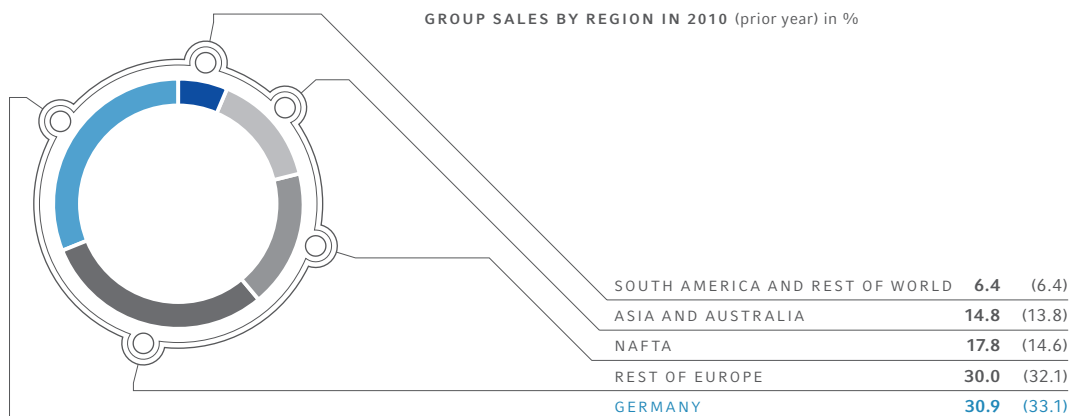 GROUP SALES BY REGION IN 2010 (prior year) in %
SOUTH AMERICA AND REST OF WORLD 6.4 (6.4)
ASIA AND AUSTRALIA 14.8 (13.8)
NAFTA 17.8 (14.6)
REST OF EUROPE 30.0 (32.1)
GERMANY 30.9 (33.1)